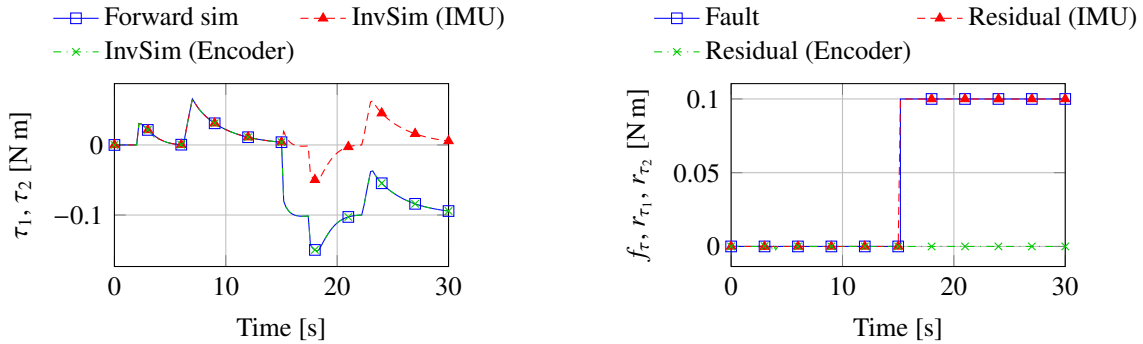 Forward sim InvSim (IMU)
InvSim (Encoder)
0
−0.1
τ1, τ2 [N m]
0 10 20 30
Time [s]
Fault Residual (IMU)
Residual (Encoder)
0.1
0.05
0
fτ, rτ1, rτ2 [N m]
0 10 20 30
Time [s]